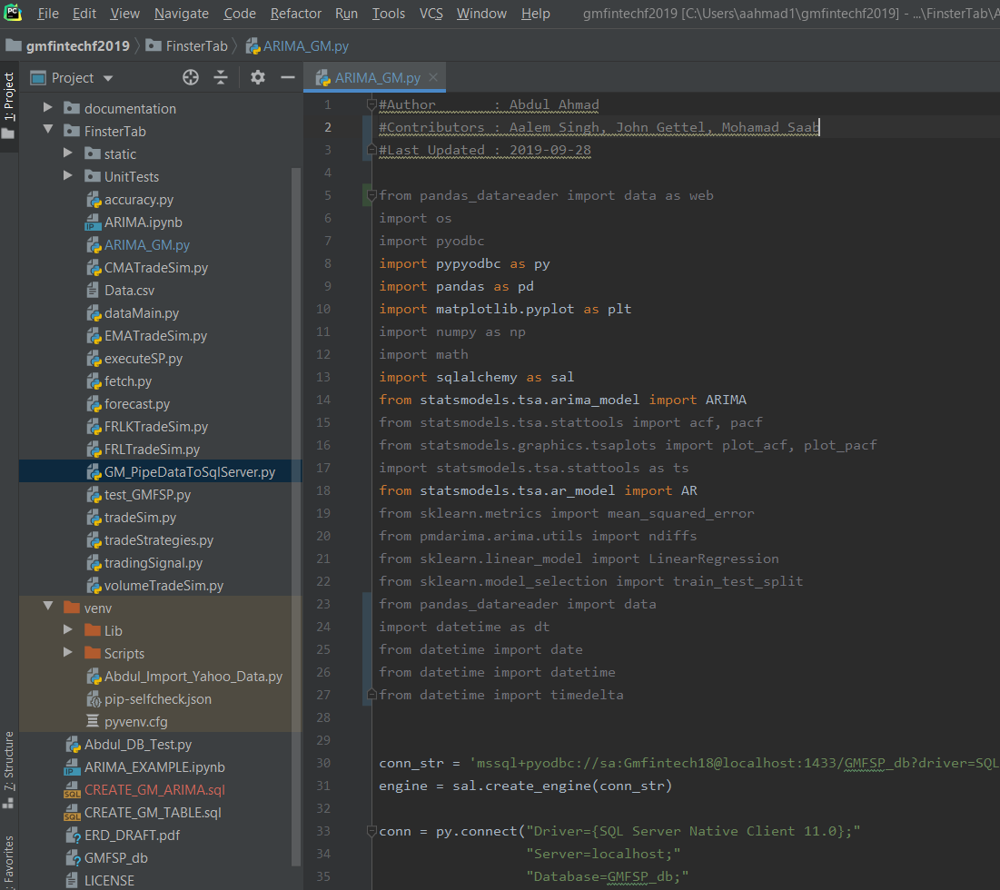 PC File Edit View Navigate Code Refactor Run Tools VCS Window Help gmfintechf2019 [C:\Users\aahmad1\gmfintechf2019] - ...\FinsterTab\A
gmfintechf2019 FinsterTab ARIMA_GM.py
1: Project
7: Structure
Favorites
Project
documentation
FinsterTab
static
UnitTests
accuracy.py
ARIMA.ipynb
ARIMA_GM.py
CMATradeSim.py
Data.csv
dataMain.py
EMATradeSim.py
executeSP.py
fetch.py
forecast.py
FRLKTradeSim.py
FRLTradeSim.py
GM_PipeDataToSqlServer.py
test_GMFSP.py
tradeSim.py
tradeStrategies.py
tradingSignal.py
volumeTradeSim.py
venv
Lib
Scripts
Abdul_Import_Yahoo_Data.py
pip-selfcheck.json
pyvenv.cfg
Abdul_DB_Test.py
ARIMA_EXAMPLE.ipynb
CREATE_GM_ARIMA.sql
CREATE_GM_TABLE.sql
ERD_DRAFT.pdf
GMFSP_db
LICENSE
ARIMA_GM.py
1 #Author : Abdul Ahmad
2 #Contributors : Aalem Singh, John Gettel, Mohamad Saab
3 #Last Updated : 2019-09-28
4
5 from pandas_datareader import data as web
6 import os
7 import pyodbc
8 import pypyodbc as py
9 import pandas as pd
10 import matplotlib.pyplot as plt
11 import numpy as np
12 import math
13 import sqlalchemy as sal
14 from statsmodels.tsa.arima_model import ARIMA
15 from statsmodels.tsa.stattools import acf, pacf
16 from statsmodels.graphics.tsaplots import plot_acf, plot_pacf
17 import statsmodels.tsa.stattools as ts
18 from statsmodels.tsa.ar_model import AR
19 from sklearn.metrics import mean_squared_error
20 from pmdarima.arima.utils import ndiffs
21 from sklearn.linear_model import LinearRegression
22 from sklearn.model_selection import train_test_split
23 from pandas_datareader import data
24 import datetime as dt
25 from datetime import date
26 from datetime import datetime
27 from datetime import timedelta
28
29
30 conn_str = 'mssql+pyodbc://sa:Gmfintech18@localhost:1433/GMFSP_db?driver=SQL
31 engine = sal.create_engine(conn_str)
32
33 conn = py.connect("Driver={SQL Server Native Client 11.0};"
34 "Server=localhost;"
35 "Database=GMFSP_db;"